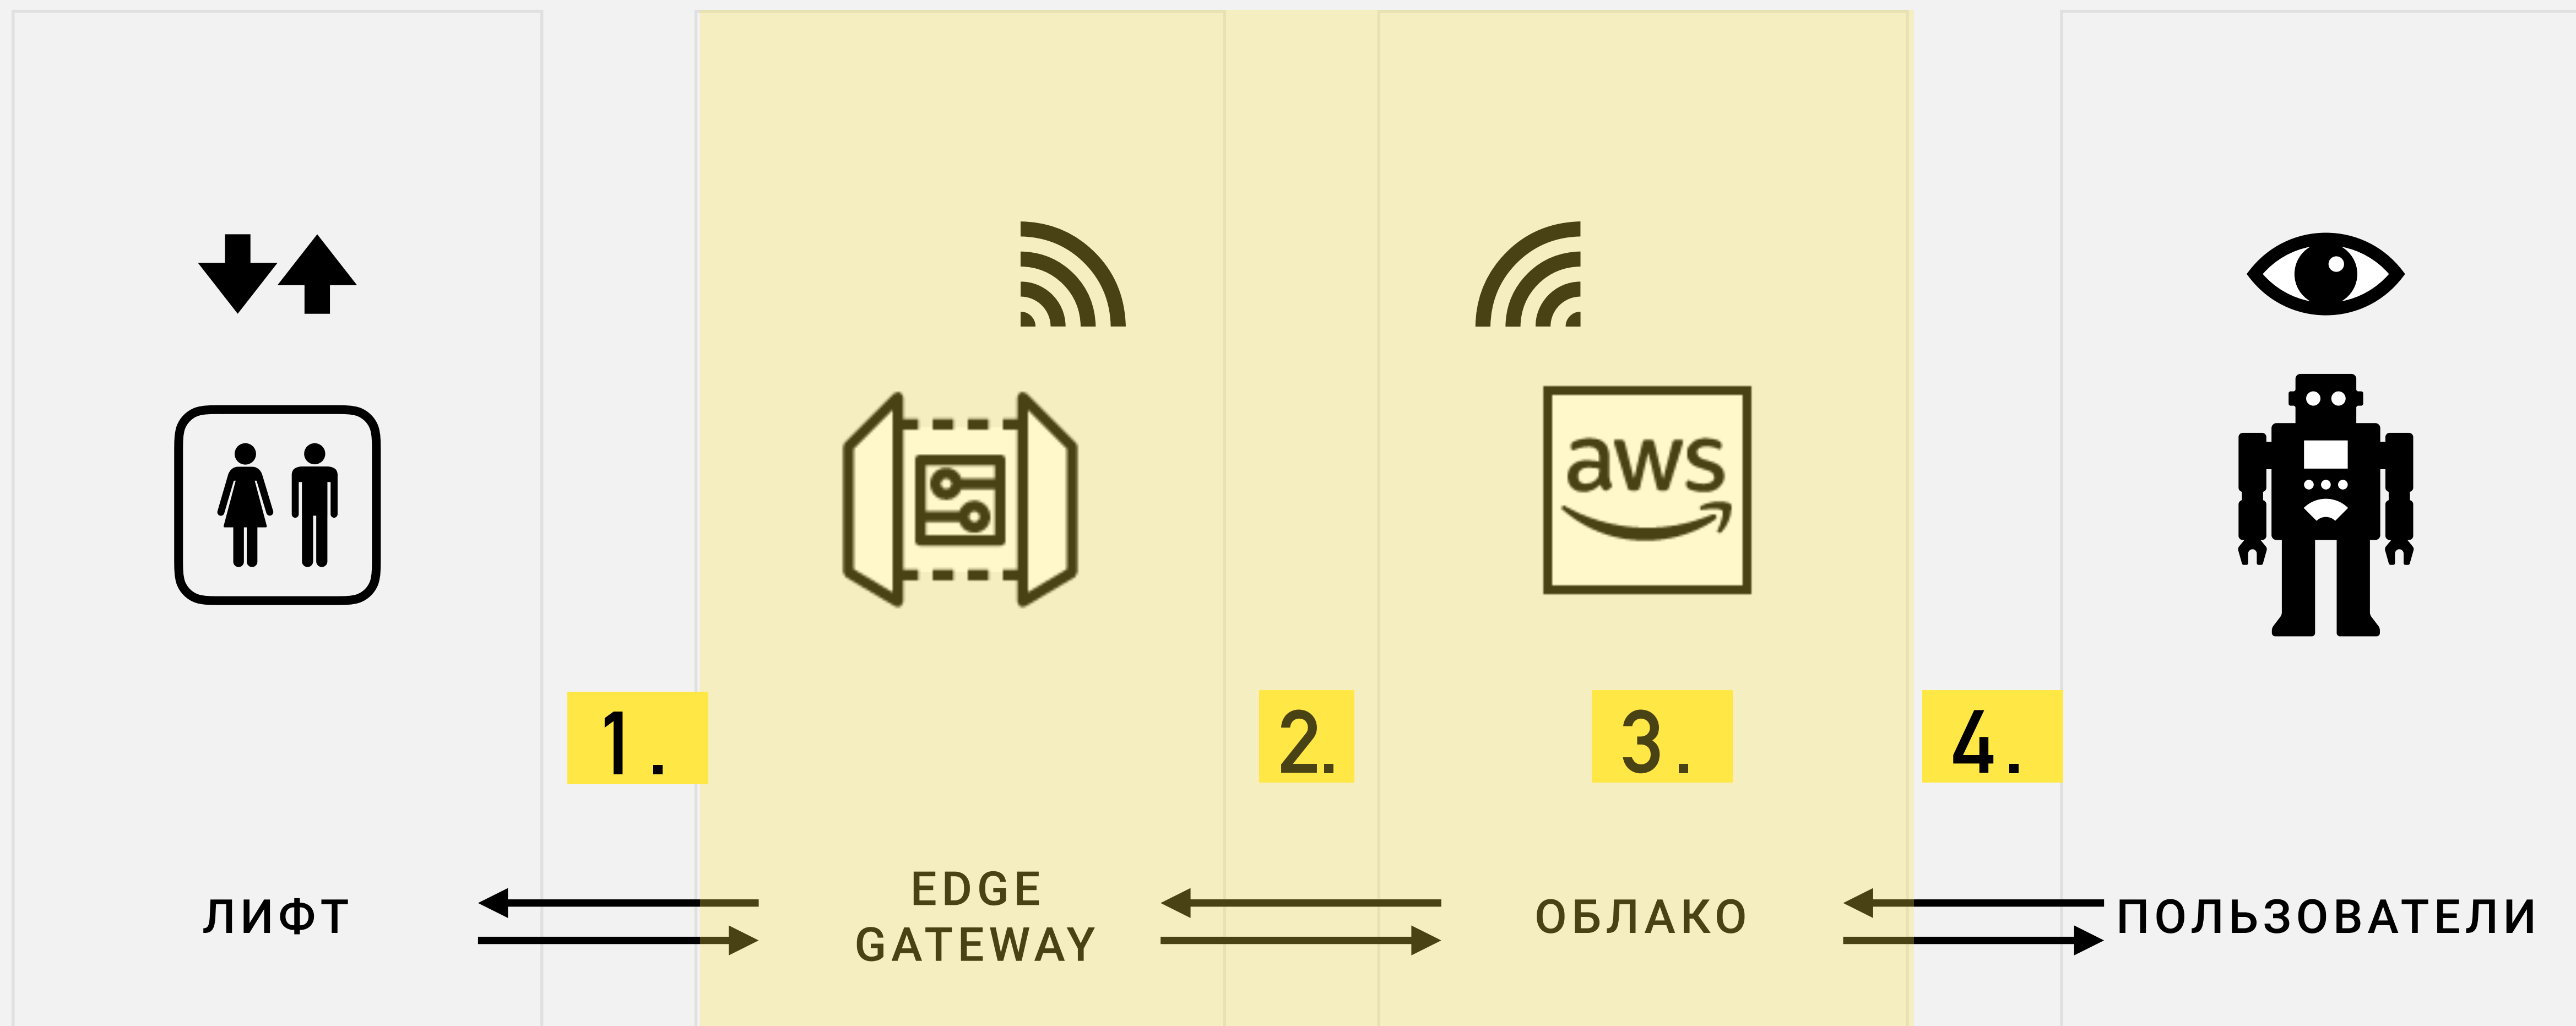 aws
1.
2.
3.
4.
ЛИФТ
EDGE
GATEWAY
ОБЛАКО
ПОЛЬЗОВАТЕЛИ